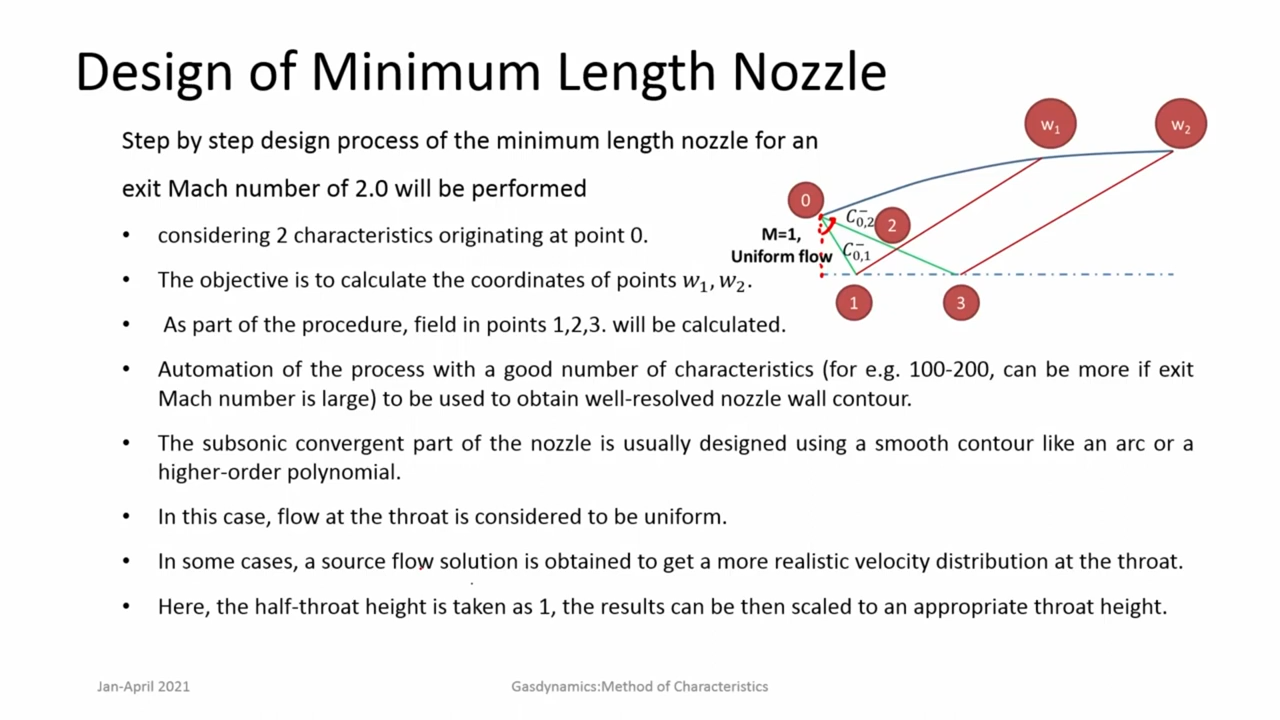 Design of Minimum Length Nozzle
Step by step design process of the minimum length nozzle for an
exit Mach number of 2.0 will be performed
• considering 2 characteristics originating at point 0.
• The objective is to calculate the coordinates of points w₁, w₂.
• As part of the procedure, field in points 1,2,3. will be calculated.
• Automation of the process with a good number of characteristics (for e.g. 100-200, can be more if exit
Mach number is large) to be used to obtain well-resolved nozzle wall contour.
• The subsonic convergent part of the nozzle is usually designed using a smooth contour like an arc or a
higher-order polynomial.
• In this case, flow at the throat is considered to be uniform.
• In some cases, a source flow solution is obtained to get a more realistic velocity distribution at the throat.
• Here, the half-throat height is taken as 1, the results can be then scaled to an appropriate throat height.
w₁
w₂
0
C⁻₀,₂
2
M=1,
Uniform flow
C⁻₀,₁
1
3
Jan-April 2021
Gasdynamics:Method of Characteristics